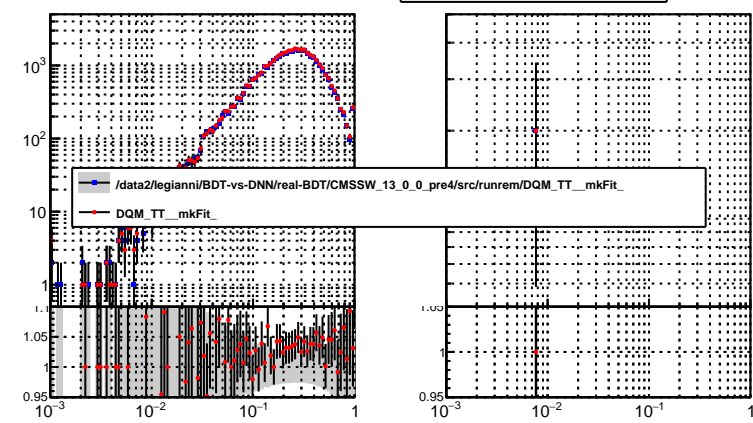 10³
10²
10
1
/data2/legianni/BDT-vs-DNN/real-BDT/CMSSW_13_0_0_pre4/src/runrem/DQM_TT__mkFit_
DQM_TT__mkFit_
1.1
1.05
1
0.95
10⁻³ 10⁻² 10⁻¹ 1
1.05
1
0.95
10⁻³ 10⁻² 10⁻¹ 1